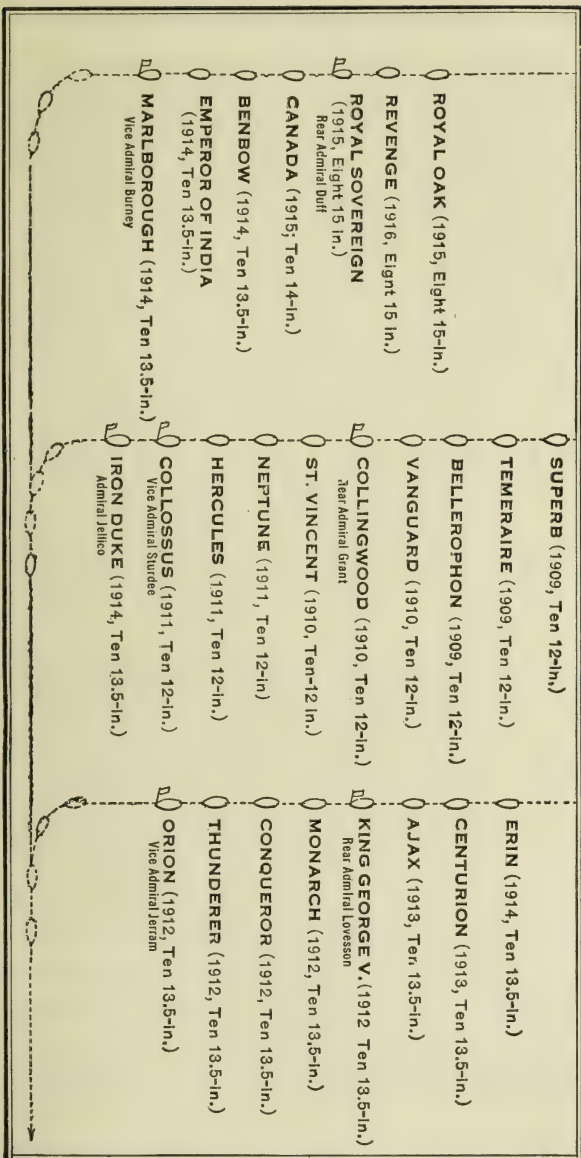 ROYAL OAK (1915, Eight 15-in.)
REVENGE (1916, Eignt 15 in.)
ROYAL SOVEREIGN
(1915, Eight 15 in.)
Rear Admiral Duff
CANADA (1915; Ten 14-in.)
BENBOW (1914, Ten 13.5-in.)
EMPEROR OF INDIA
(1914, Ten 13.5-in.)
MARLBOROUGH (1914, Ten 13.5-in.)
Vice Admiral Burney
SUPERB (1909, Ten 12-in.)
TEMERAIRE (1909, Ten 12-in.)
BELLEROPHON (1909, Ten 12-in.)
VANGUARD (1910, Ten 12-in.)
COLLINGWOOD (1910, Ten 12-in.)
Rear Admiral Grant
ST. VINCENT (1910, Ten-12 in.)
NEPTUNE (1911, Ten 12-in)
HERCULES (1911, Ten 12-in.)
COLLOSSUS (1911, Ten 12-in.)
Vice Admiral Sturdee
IRON DUKE (1914, Ten 13.5-in.)
Admiral Jellico
ERIN (1914, Ten 13.5-in.)
CENTURION (1913, Ten 13.5-in.)
AJAX (1913, Ten 13.5-in.)
KING GEORGE V. (1912 Ten 13.5-in.)
Rear Admiral Lovesson
MONARCH (1912, Ten 13.5-in.)
CONQUEROR (1912, Ten 13.5-in.)
THUNDERER (1912, Ten 13.5-in.)
ORION (1912, Ten 13.5-in.)
Vice Admiral Jerram